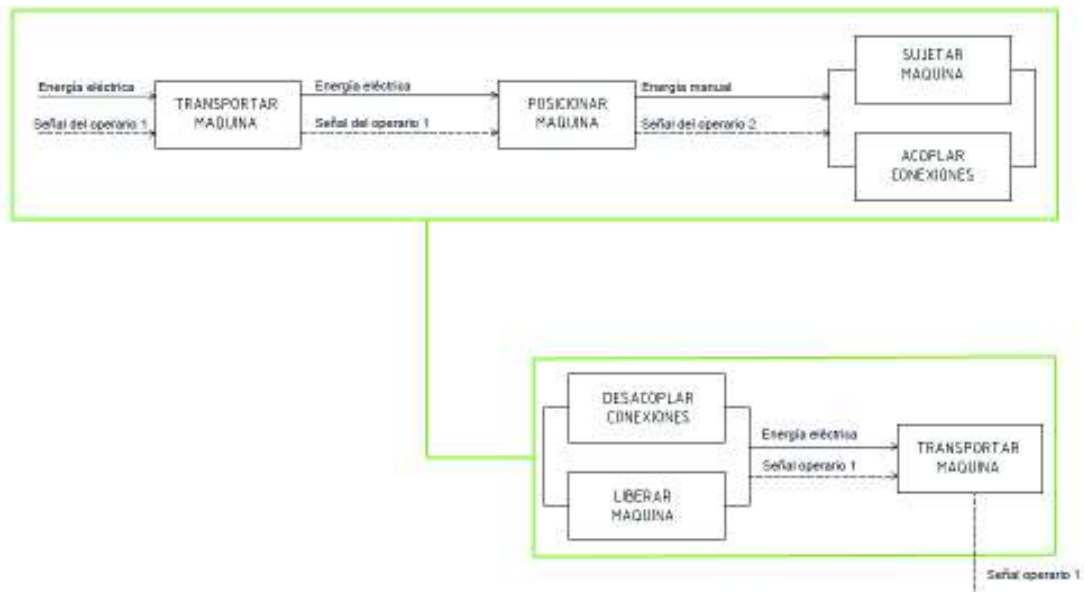 Energía eléctrica
Señal del operario 1
TRANSPORTAR
MAQUINA
Energía eléctrica
Señal del operario 1
POSICIONAR
MAQUINA
Energía manual
Señal del operario 2
SUJETAR
MAQUINA
ACOPLAR
CONEXIONES
DESACOPLAR
CONEXIONES
LIBERAR
MAQUINA
Energía eléctrica
Señal operario 1
TRANSPORTAR
MAQUINA
Señal operario 1